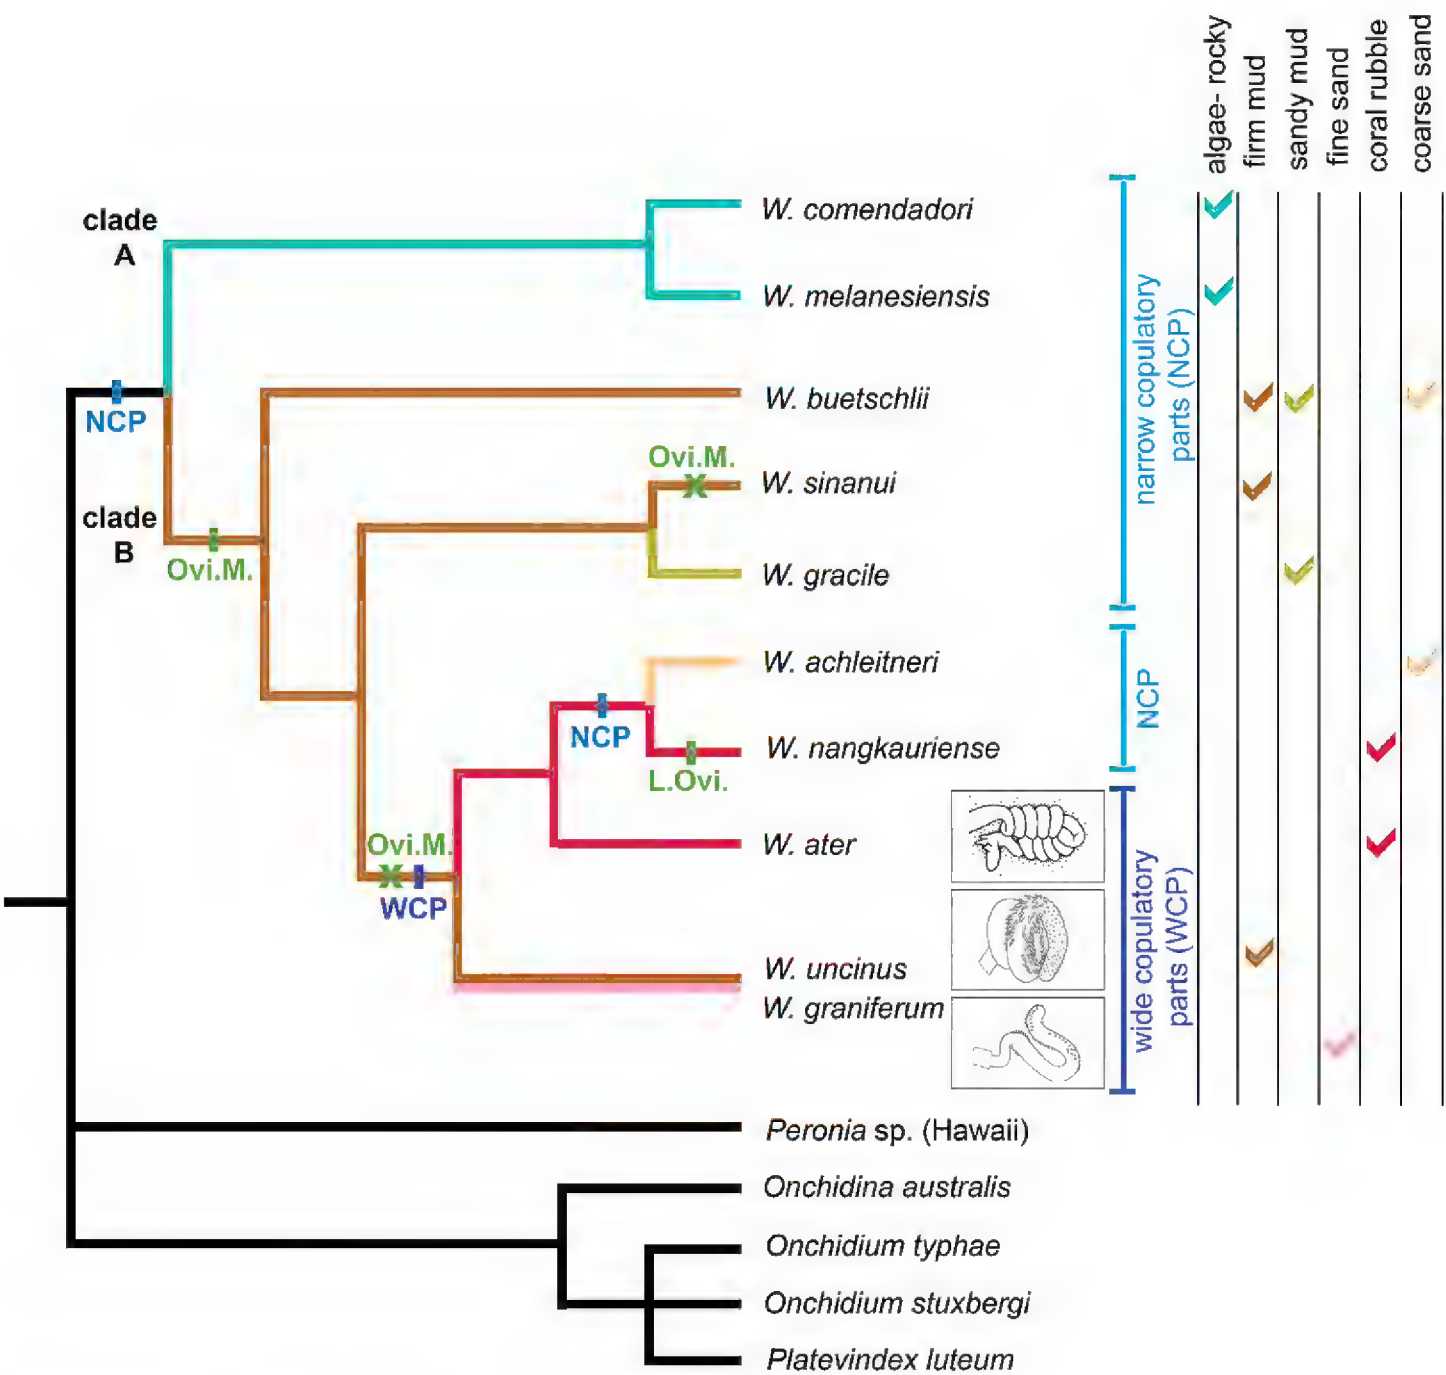 algae- rocky
firm mud
sandy mud
fine sand
coral rubble
coarse sand
clade
A
W. comendadori
W. melanesiensis
narrow copulatory
parts (NCP)
NCP
W. buetschlii
Ovi.M.
W. sinanui
clade
B
Ovi.M.
W. gracile
W. achleitneri
NCP
NCP
W. nangkauriense
L.Ovi.
Ovi.M.
W. ater
WCP
wide copulatory
parts (WCP)
W. uncinus
W. graniferum
Peronia sp. (Hawaii)
Onchidina australis
Onchidium typhae
Onchidium stuxbergi
Platevindex luteum